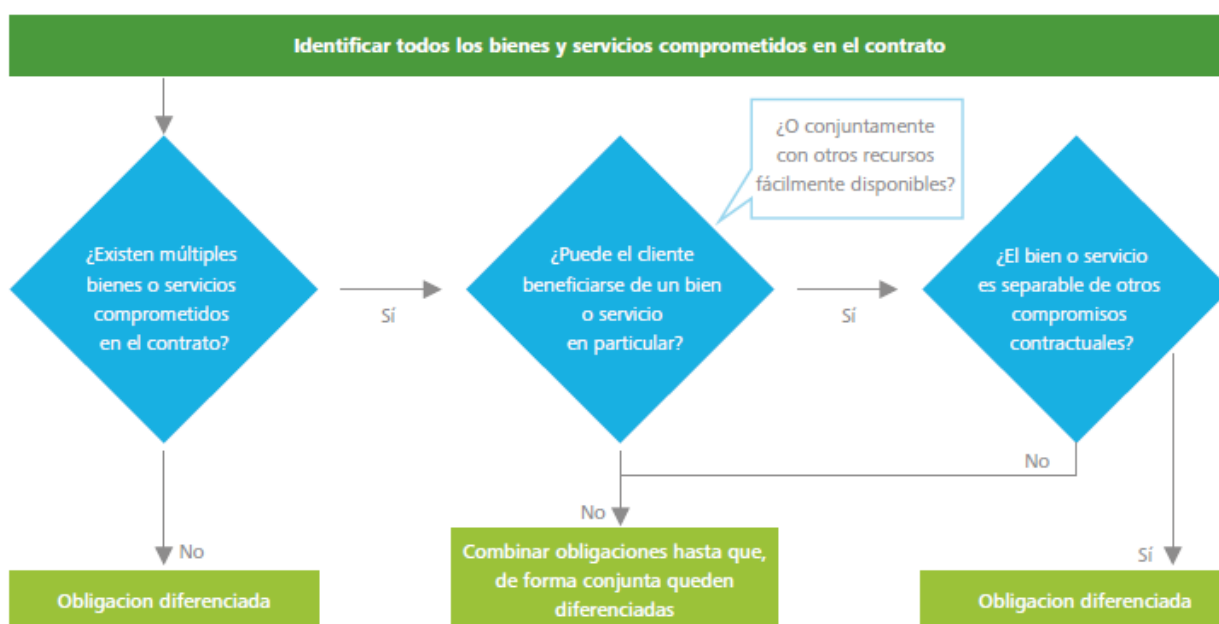 Identificar todos los bienes y servicios comprometidos en el contrato
¿O conjuntamente
con otros recursos
fácilmente disponibles?
¿Existen múltiples
bienes o servicios
comprometidos
en el contrato?
Sí
¿Puede el cliente
beneficiarse de un bien
o servicio
en particular?
Sí
¿El bien o servicio
es separable de otros
compromisos
contractuales?
No
No
No
Sí
Obligacion diferenciada
Combinar obligaciones hasta que,
de forma conjunta queden
diferenciadas
Obligacion diferenciada